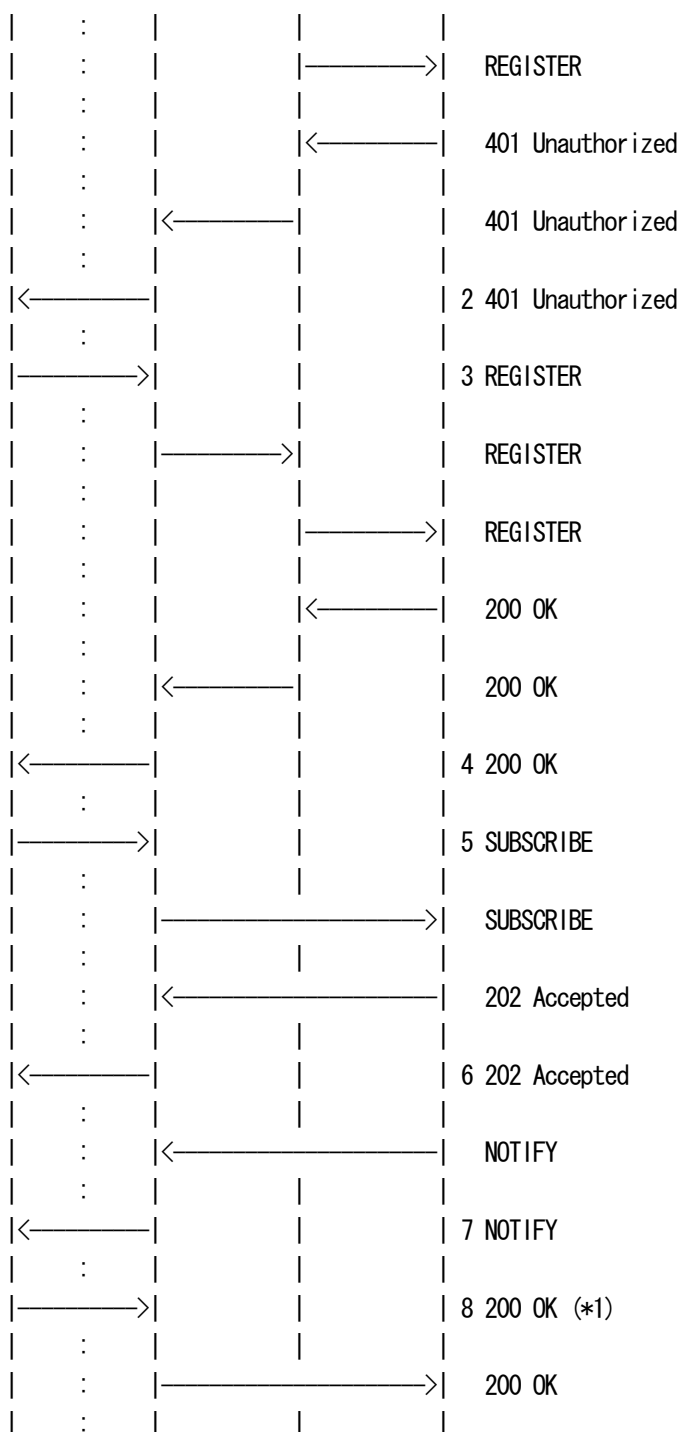 REGISTER
401 Unauthorized
401 Unauthorized
2 401 Unauthorized
3 REGISTER
REGISTER
REGISTER
200 OK
200 OK
4 200 OK
5 SUBSCRIBE
SUBSCRIBE
202 Accepted
6 202 Accepted
NOTIFY
7 NOTIFY
8 200 OK (*1)
200 OK